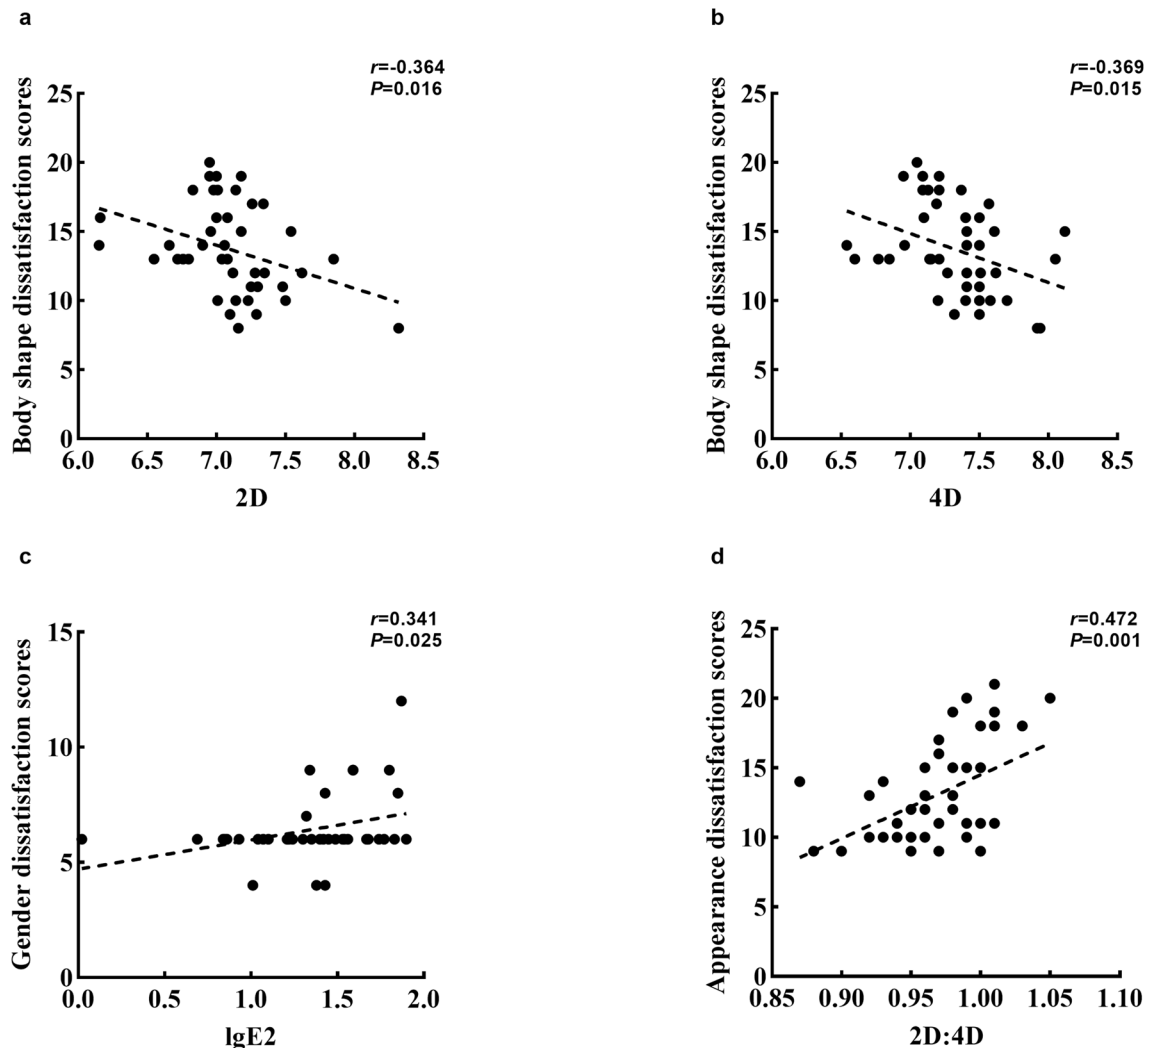 a
r=-0.364
P=0.016
Body shape dissatisfaction scores
25
20
15
10
5
0
6.0 6.5 7.0 7.5 8.0 8.5
2D
b
r=-0.369
P=0.015
Body shape dissatisfaction scores
25
20
15
10
5
0
6.0 6.5 7.0 7.5 8.0 8.5
4D
c
r=0.341
P=0.025
Gender dissatisfaction scores
15
10
5
0
0.0 0.5 1.0 1.5 2.0
lgE2
d
r=0.472
P=0.001
Appearance dissatisfaction scores
25
20
15
10
5
0
0.85 0.90 0.95 1.00 1.05 1.10
2D:4D